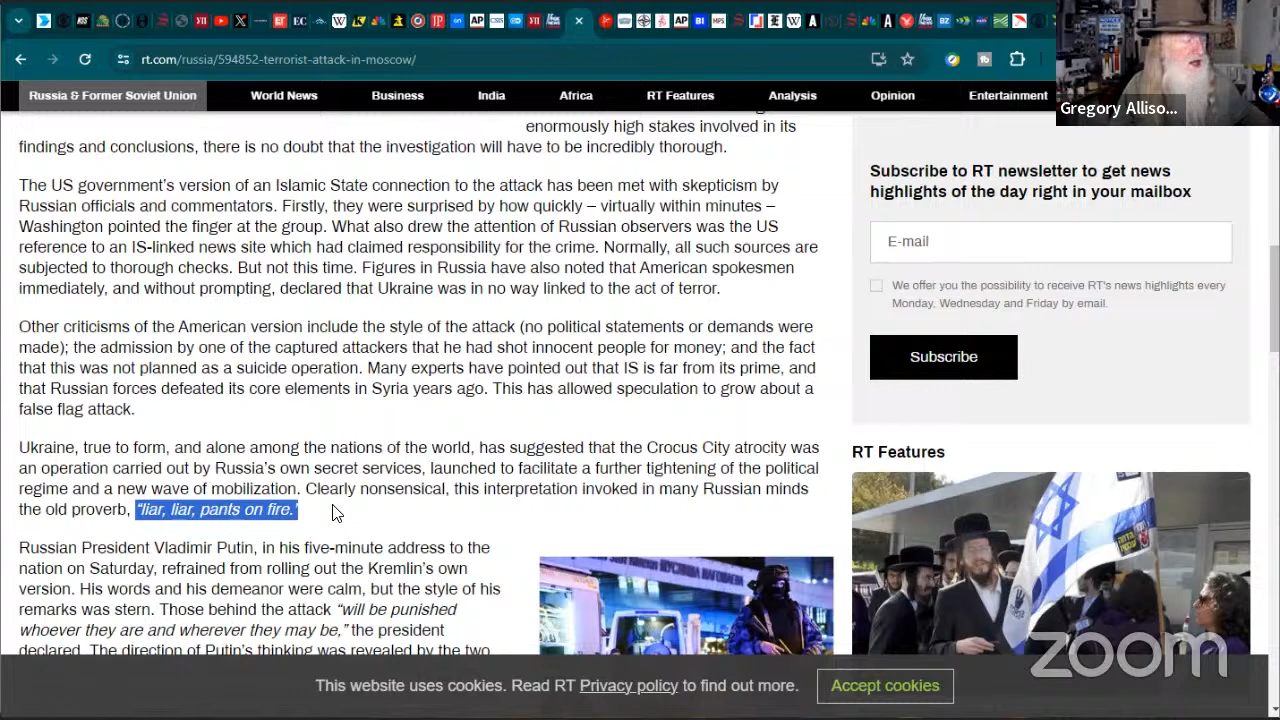 rt.com/russia/594852-terrorist-attack-in-moscow/
Gregory Alliso...
Russia & Former Soviet Union
World News
Business
India
Africa
RT Features
Analysis
Opinion
Entertainment
enormously high stakes involved in its
findings and conclusions, there is no doubt that the investigation will have to be incredibly thorough.
The US government's version of an Islamic State connection to the attack has been met with skepticism by
Russian officials and commentators. Firstly, they were surprised by how quickly – virtually within minutes –
Washington pointed the finger at the group. What also drew the attention of Russian observers was the US
reference to an IS-linked news site which had claimed responsibility for the crime. Normally, all such sources are
subjected to thorough checks. But not this time. Figures in Russia have also noted that American spokesmen
immediately, and without prompting, declared that Ukraine was in no way linked to the act of terror.
Other criticisms of the American version include the style of the attack (no political statements or demands were
made); the admission by one of the captured attackers that he had shot innocent people for money; and the fact
that this was not planned as a suicide operation. Many experts have pointed out that IS is far from its prime, and
that Russian forces defeated its core elements in Syria years ago. This has allowed speculation to grow about a
false flag attack.
Ukraine, true to form, and alone among the nations of the world, has suggested that the Crocus City atrocity was
an operation carried out by Russia's own secret services, launched to facilitate a further tightening of the political
regime and a new wave of mobilization. Clearly nonsensical, this interpretation invoked in many Russian minds
the old proverb, “liar, liar, pants on fire.”
Russian President Vladimir Putin, in his five-minute address to the
nation on Saturday, refrained from rolling out the Kremlin's own
version. His words and his demeanor were calm, but the style of his
remarks was stern. Those behind the attack “will be punished
whoever they are and wherever they may be,” the president
declared. The direction of Putin's thinking was revealed by the two
Subscribe to RT newsletter to get news
highlights of the day right in your mailbox
E-mail
We offer you the possibility to receive RT's news highlights every
Monday. Wednesday and Friday by email.
Subscribe
RT Features
zoom
This website uses cookies. Read RT Privacy policy to find out more.
Accept cookies